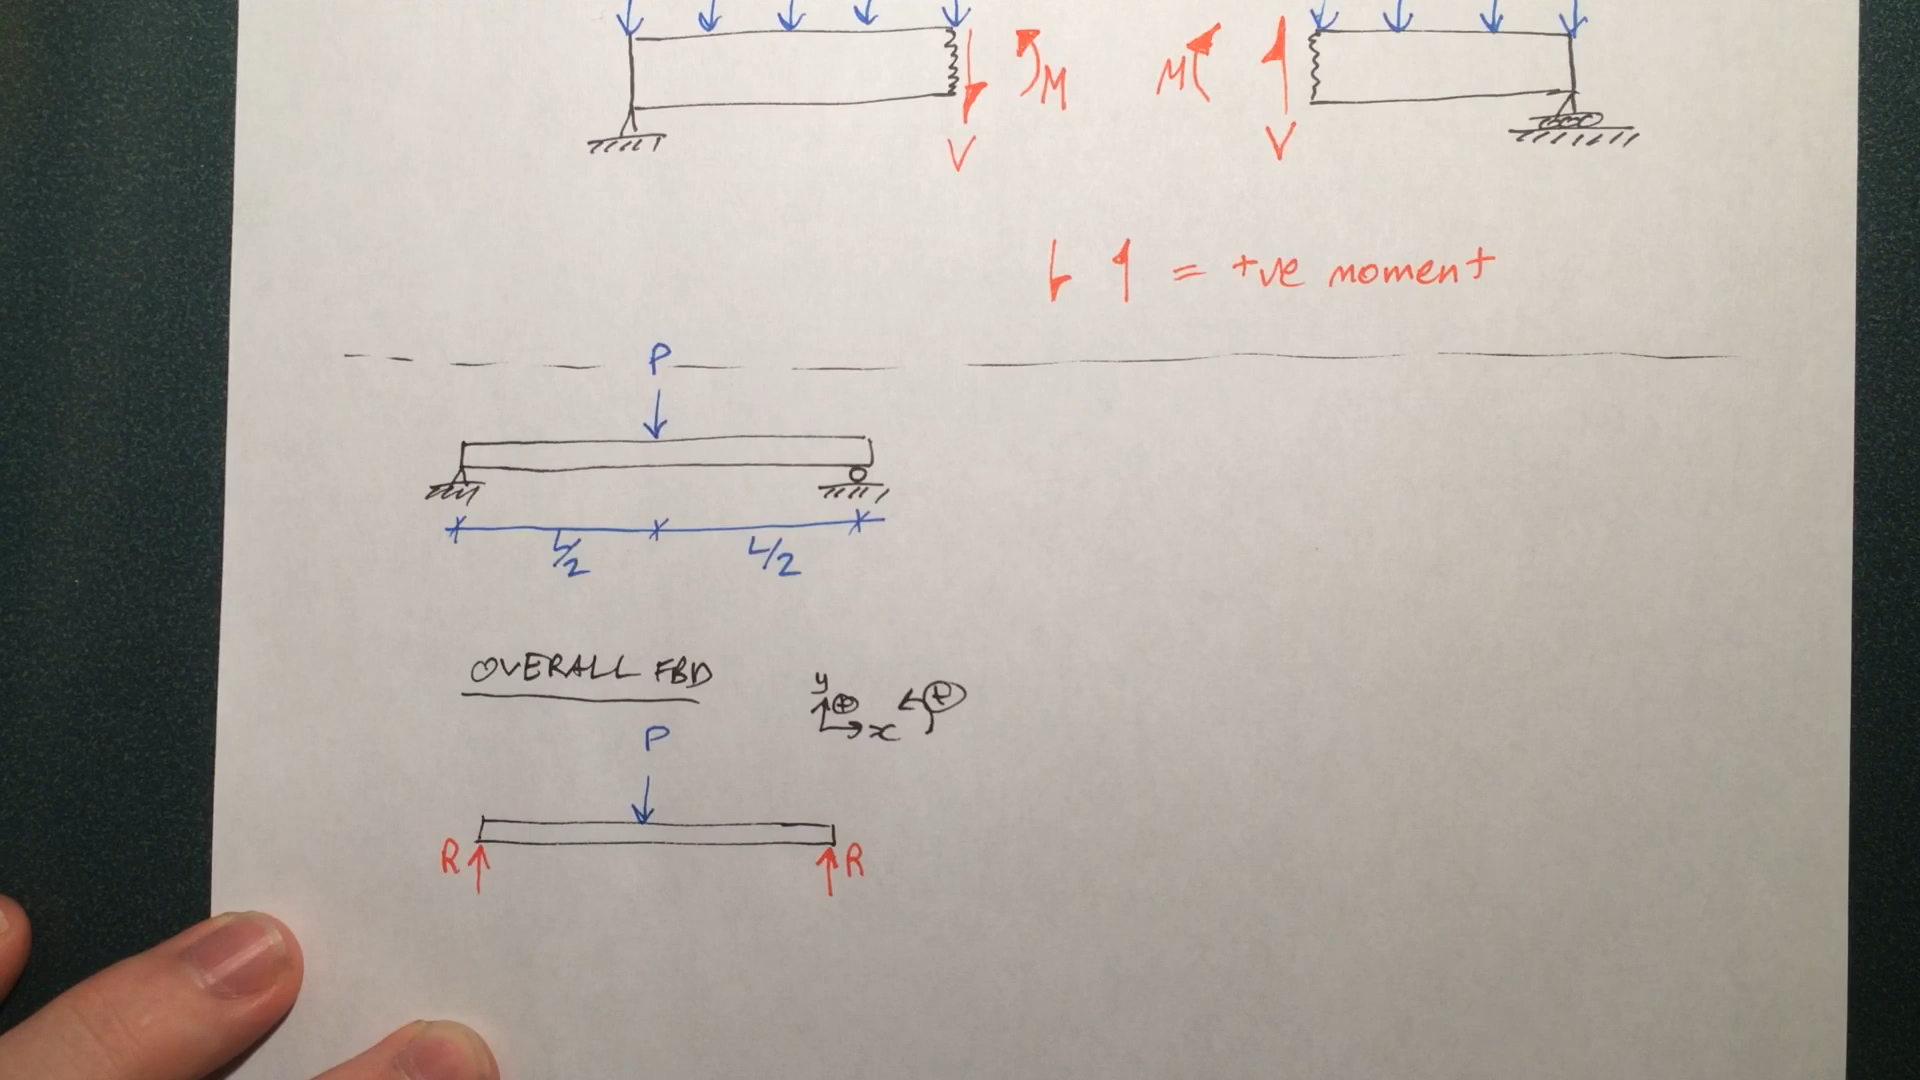 M M
V V
= +ve moment
P
L/2 L/2
OVERALL FBD
y + x +
P
R R